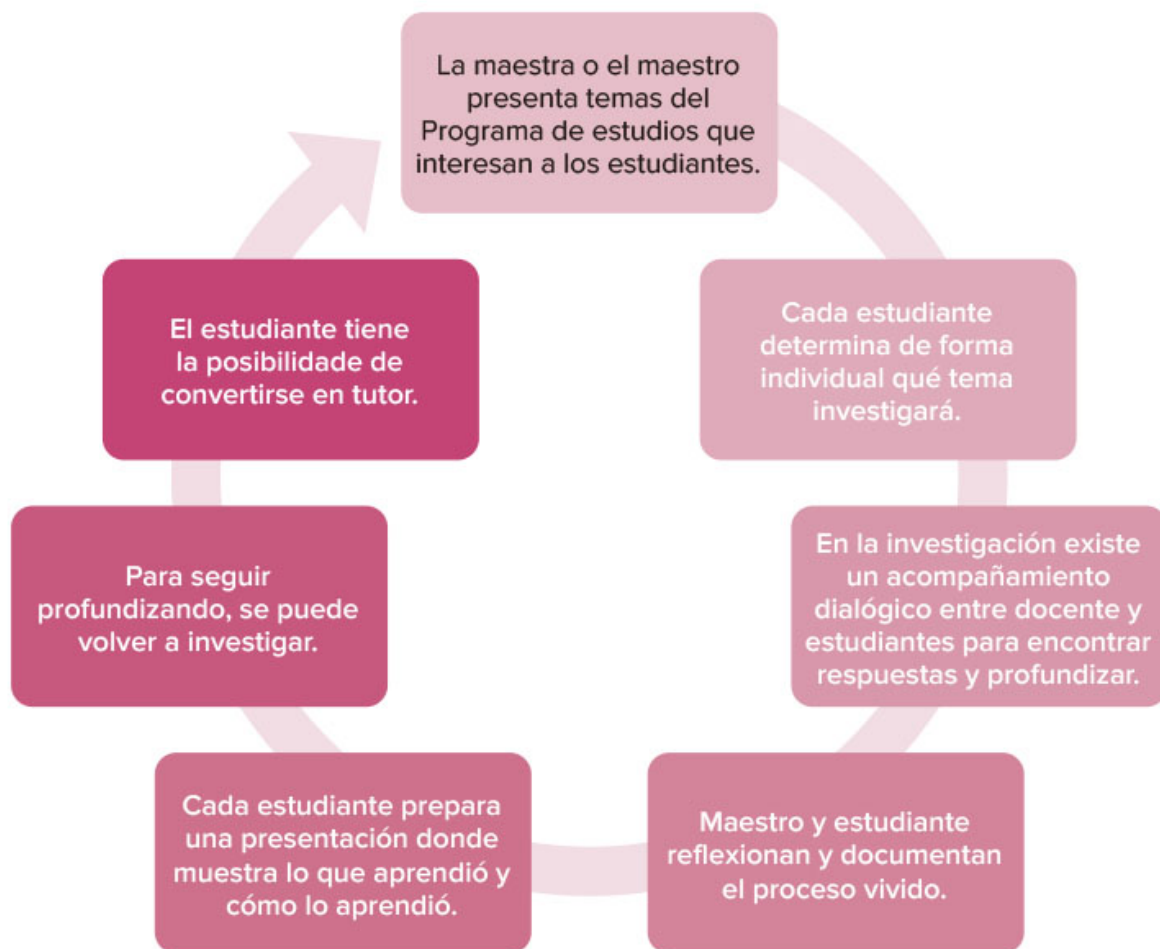 La maestra o el maestro
presenta temas del
Programa de estudios que
interesan a los estudiantes.
Cada estudiante
determina de forma
individual qué tema
investigará.
En la investigación existe
un acompañamiento
dialógico entre docente y
estudiantes para encontrar
respuestas y profundizar.
Maestro y estudiante
reflexionan y documentan
el proceso vivido.
Cada estudiante prepara
una presentación donde
muestra lo que aprendió y
cómo lo aprendió.
Para seguir
profundizando, se puede
volver a investigar.
El estudiante tiene
la posibilidade de
convertirse en tutor.